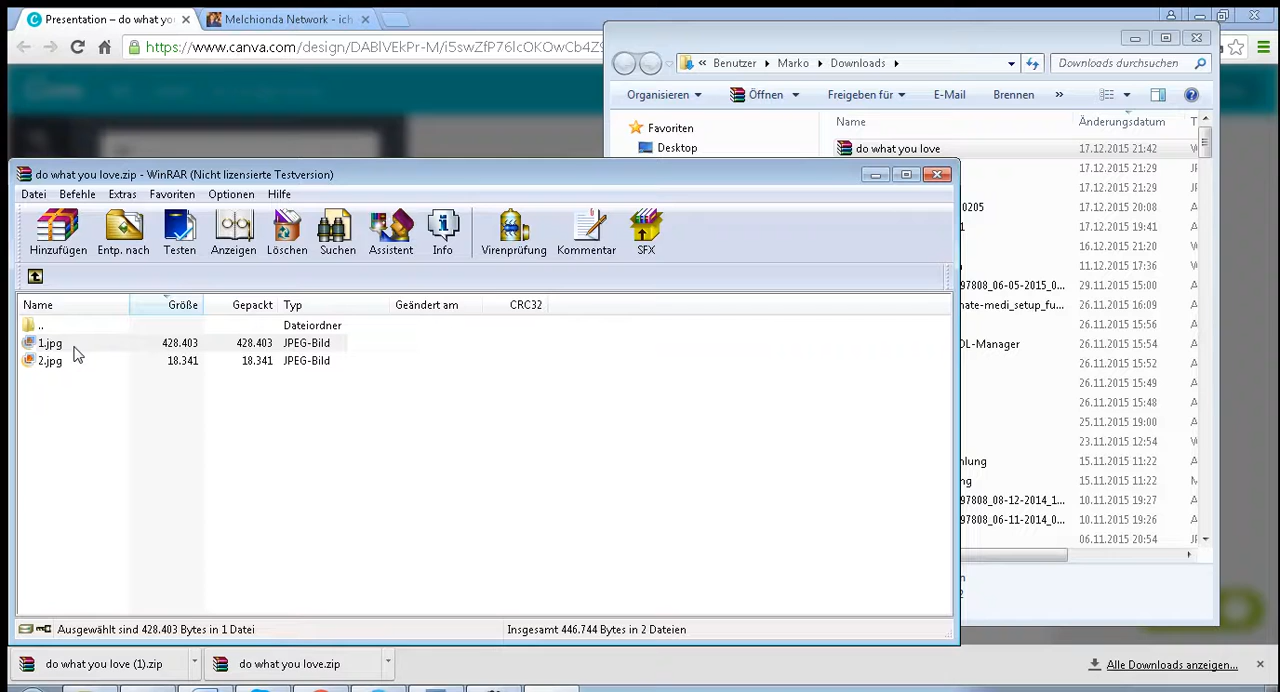 Presentation – do what yo
Melchionda Network - ich
https://www.canva.com/design/DABlVEkPr-M/i5swZfP76lcOKOwCb4ZS
« Benutzer Marko Downloads
Downloads durchsuchen
Organisieren Öffnen Freigeben für E-Mail Brennen »
Favoriten
Desktop
Name Änderungsdatum T
do what you love 17.12.2015 21:42
17.12.2015 21:29
17.12.2015 21:29
0205 17.12.2015 20:08
1 17.12.2015 19:41
16.12.2015 21:20
11.12.2015 17:36
97808_06-05-2015_0... 29.11.2015 15:00
mate-medi_setup_fu... 26.11.2015 16:09
DL-Manager 26.11.2015 15:54
26.11.2015 15:52
26.11.2015 15:49
26.11.2015 15:48
25.11.2015 19:00
23.11.2015 12:54
hlung 15.11.2015 11:22
ng 15.11.2015 11:22
97808_08-12-2014_1... 10.11.2015 19:27
97808_06-11-2014_0... 10.11.2015 19:26
06.11.2015 20:54
do what you love.zip - WinRAR (Nicht lizensierte Testversion)
Datei Befehle Extras Favoriten Optionen Hilfe
Hinzufügen Entp. nach Testen Anzeigen Löschen Suchen Assistent Info Virenprüfung Kommentar SFX
Name Größe Gepackt Typ Geändert am CRC32
.. Dateiordner
1.jpg 428.403 428.403 JPEG-Bild
2.jpg 18.341 18.341 JPEG-Bild
Ausgewählt sind 428.403 Bytes in 1 Datei
Insgesamt 446.744 Bytes in 2 Dateien
do what you love (1).zip
do what you love.zip
Alle Downloads anzeigen...